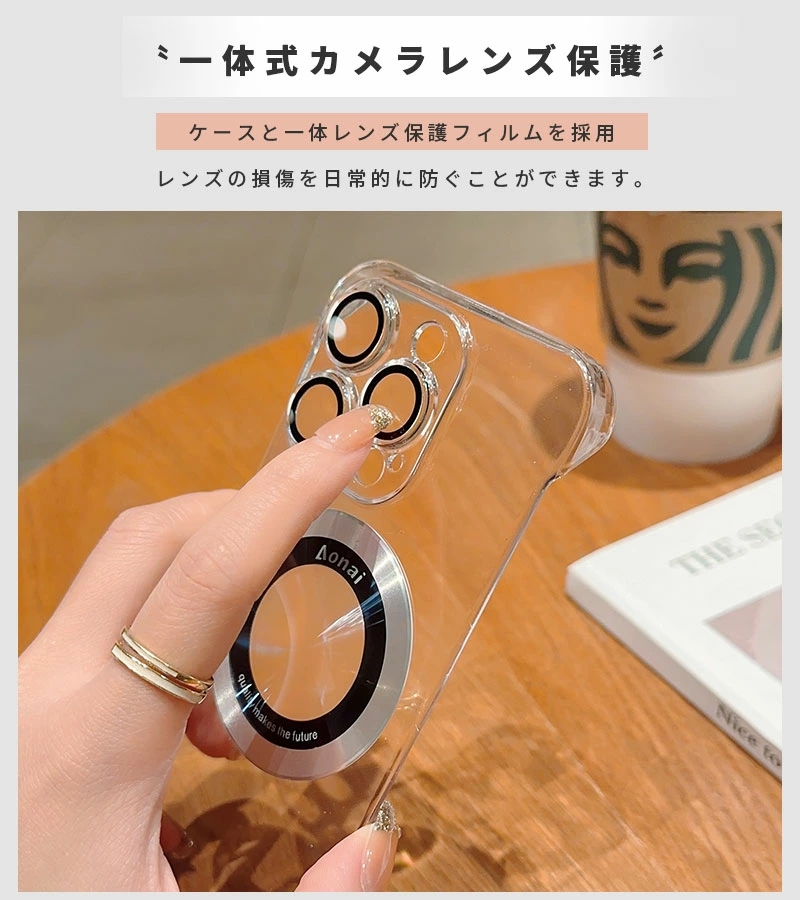 〝一体式カメラレンズ保護〞
ケースと一体レンズ保護フィルムを採用
レンズの損傷を日常的に防ぐことができます。
Aonai
quality makes the future
THE SEC
Nice to